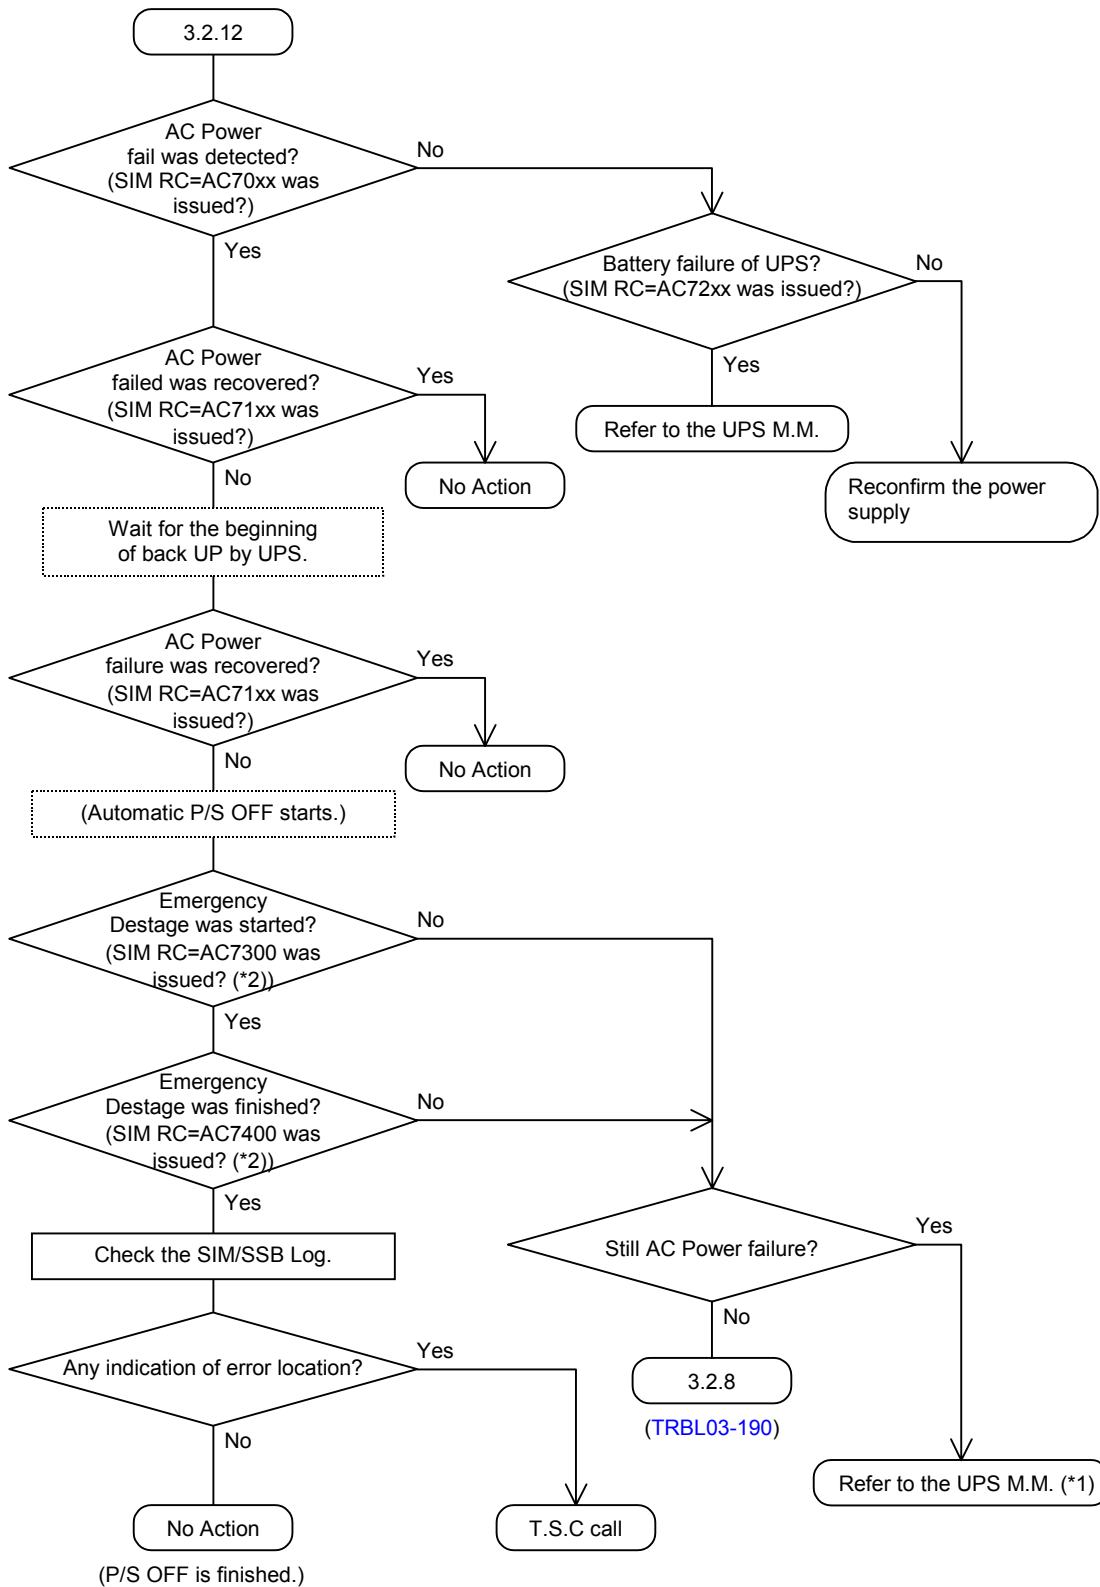 3.2.12
AC Power
fail was detected?
(SIM RC=AC70xx was
issued?)
No
Yes
Battery failure of UPS?
(SIM RC=AC72xx was issued?)
No
Yes
Refer to the UPS M.M.
Reconfirm the power
supply
AC Power
failed was recovered?
(SIM RC=AC71xx was
issued?)
Yes
No Action
No
Wait for the beginning
of back UP by UPS.
AC Power
failure was recovered?
(SIM RC=AC71xx was
issued?)
Yes
No Action
No
(Automatic P/S OFF starts.)
Emergency
Destage was started?
(SIM RC=AC7300 was
issued? (*2))
No
Yes
Emergency
Destage was finished?
(SIM RC=AC7400 was
issued? (*2))
No
Yes
Check the SIM/SSB Log.
Still AC Power failure?
Yes
No
3.2.8
(TRBL03-190)
Refer to the UPS M.M. (*1)
Any indication of error location?
Yes
No
No Action
(P/S OFF is finished.)
T.S.C call